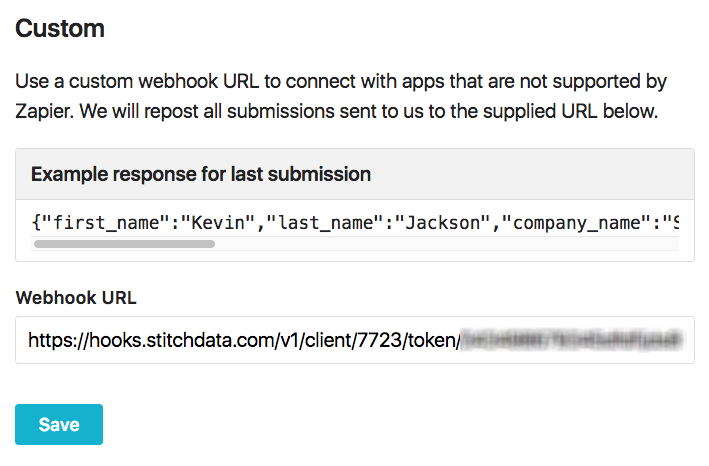 Custom
Use a custom webhook URL to connect with apps that are not supported by
Zapier. We will repost all submissions sent to us to the supplied URL below.
Example response for last submission
{"first_name":"Kevin","last_name":"Jackson","company_name":"S
Webhook URL
https://hooks.stitchdata.com/v1/client/7723/token/
Save